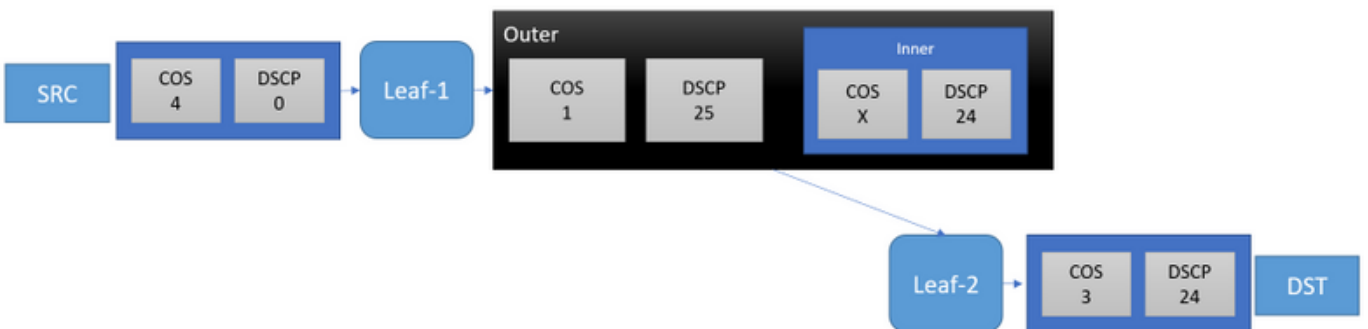 SRC
COS
4
DSCP
0
Leaf-1
Outer
COS
1
DSCP
25
Inner
COS
X
DSCP
24
Leaf-2
COS
3
DSCP
24
DST